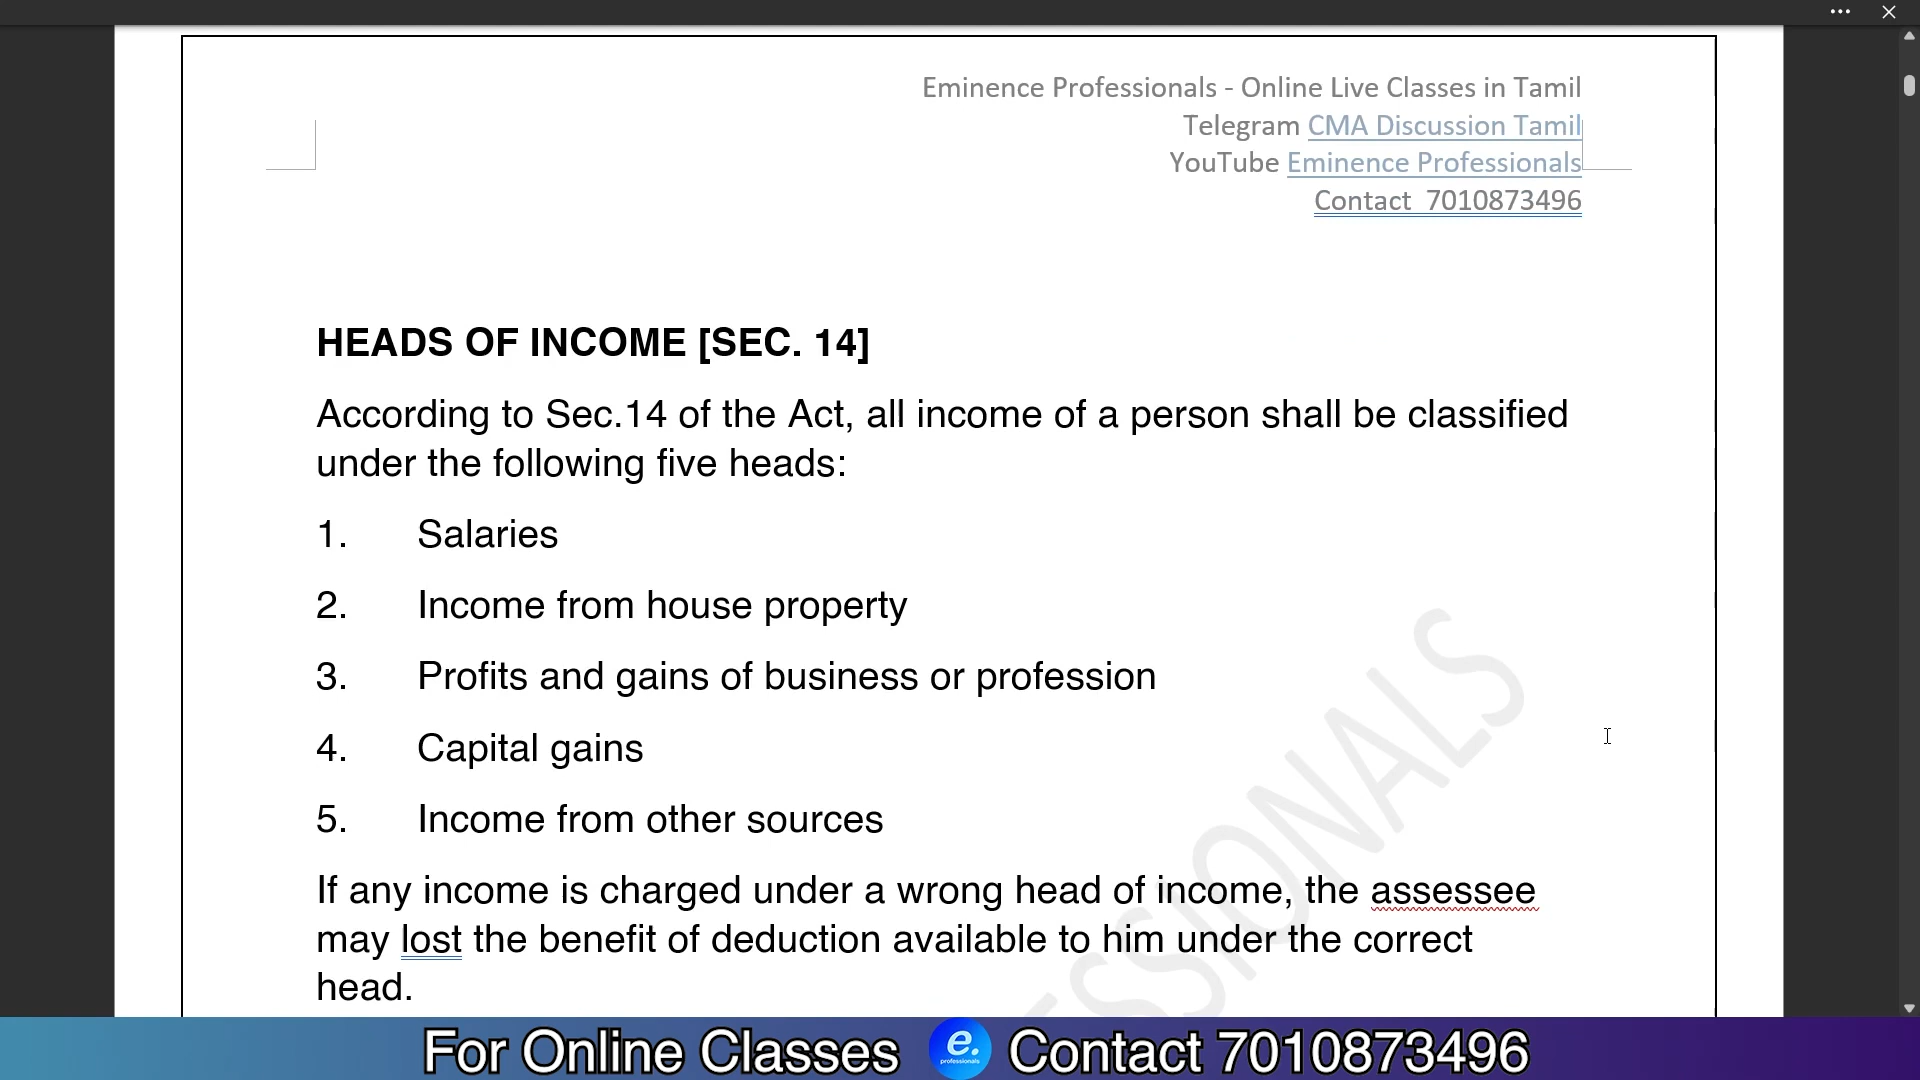 Eminence Professionals - Online Live Classes in Tamil
Telegram CMA Discussion Tamil
YouTube Eminence Professionals
Contact  7010873496
HEADS OF INCOME [SEC. 14]
According to Sec.14 of the Act, all income of a person shall be classified
under the following five heads:
1. Salaries
2. Income from house property
3. Profits and gains of business or profession
4. Capital gains
5. Income from other sources
If any income is charged under a wrong head of income, the assessee
may lost the benefit of deduction available to him under the correct
head.
ESSIONALS
For Online Classes e. professionals Contact 7010873496